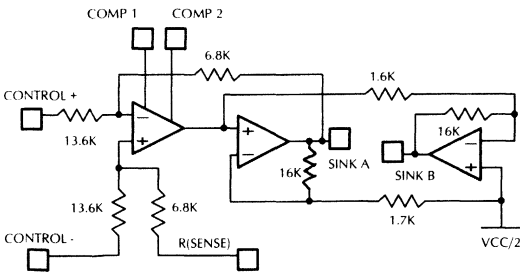 COMP 1
COMP 2
6.8K
1.6K
CONTROL +
13.6K
−
+
+
−
16K
SINK A
16K
SINK B
−
+
13.6K
6.8K
1.7K
CONTROL -
R(SENSE)
VCC/2